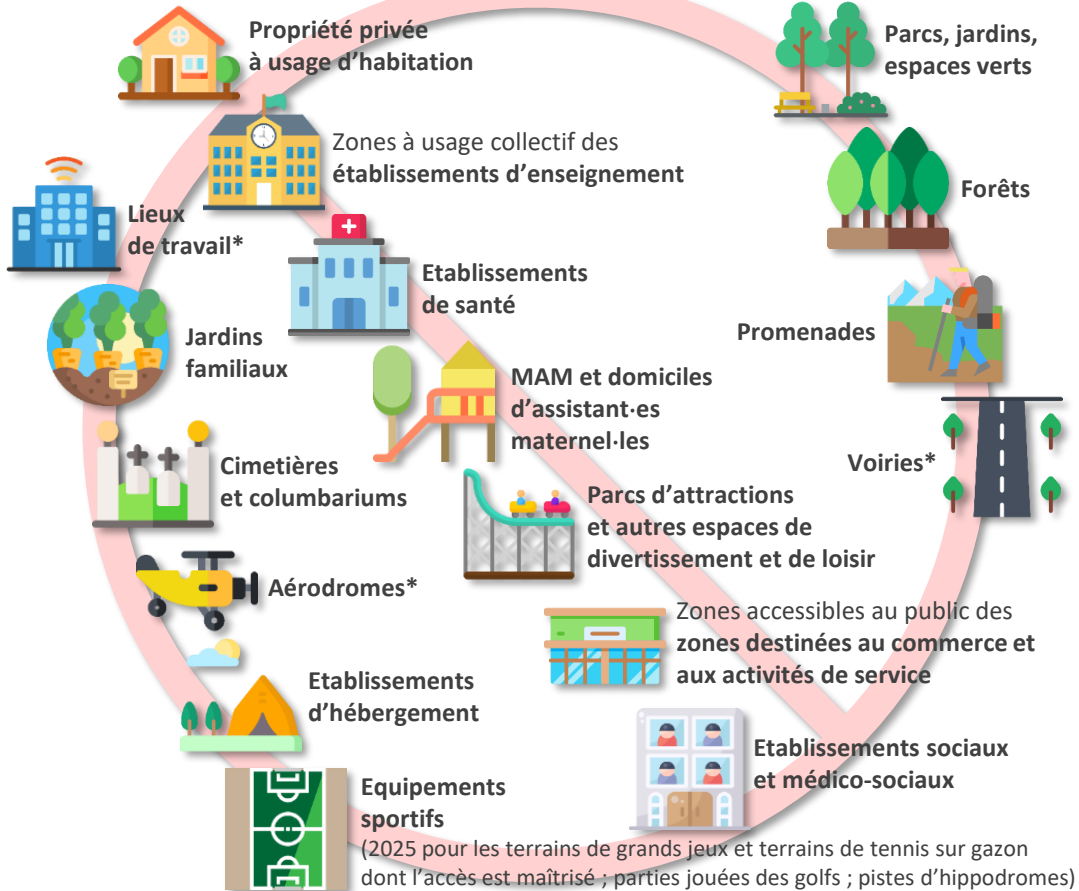 Propriété privée
à usage d'habitation
Parcs, jardins,
espaces verts
Zones à usage collectif des
établissements d'enseignement
Forêts
Lieux
de travail*
Etablissements
de santé
Jardins
familiaux
Promenades
MAM et domiciles
d'assistant·es
maternel·les
Cimetières
et columbariums
Voiries*
Parcs d'attractions
et autres espaces de
divertissement et de loisir
Aérodromes*
Zones accessibles au public des
zones destinées au commerce et
aux activités de service
Etablissements
d'hébergement
Etablissements sociaux
et médico-sociaux
Equipements
sportifs
(2025 pour les terrains de grands jeux et terrains de tennis sur gazon
dont l'accès est maîtrisé ; parties jouées des golfs ; pistes d'hippodromes)